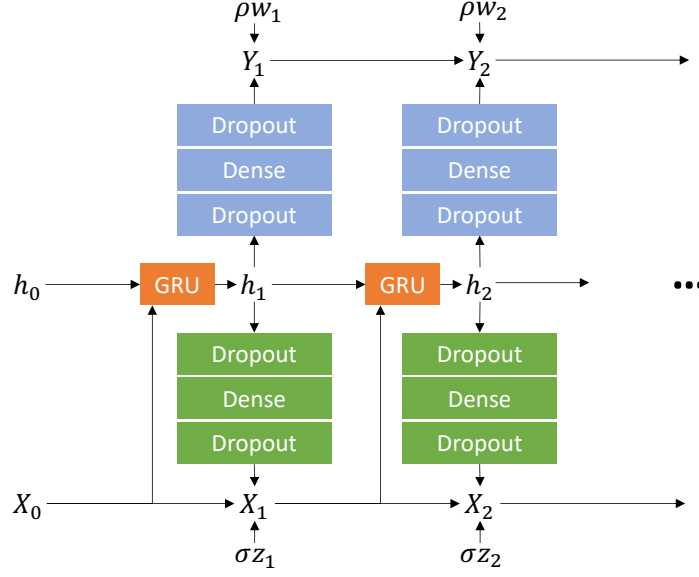 ρw₁ ρw₂
Y₁ Y₂
Dropout Dropout
Dense Dense
Dropout Dropout
h₀ GRU h₁ GRU h₂ •••
Dropout Dropout
Dense Dense
Dropout Dropout
X₀ X₁ X₂
σz₁ σz₂